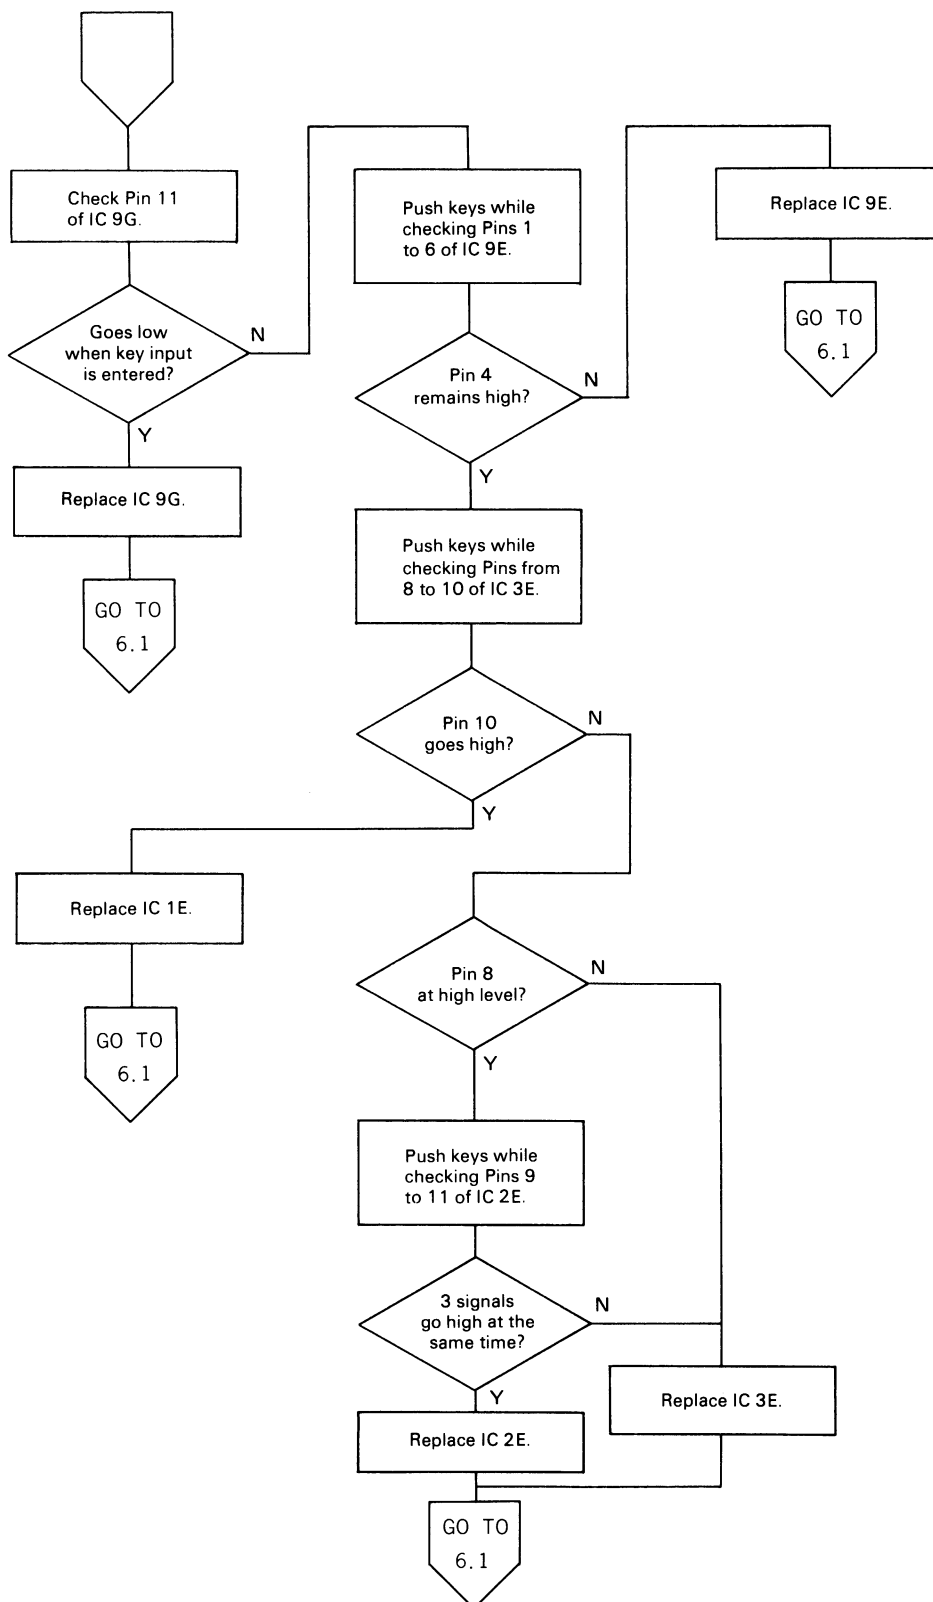 Check Pin 11
of IC 9G.
Goes low
when key input
is entered?
N
Y
Replace IC 9G.
GO TO
6.1
Push keys while
checking Pins 1
to 6 of IC 9E.
Pin 4
remains high?
N
Y
Replace IC 9E.
GO TO
6.1
Push keys while
checking Pins from
8 to 10 of IC 3E.
Pin 10
goes high?
N
Y
Replace IC 1E.
GO TO
6.1
Pin 8
at high level?
N
Y
Push keys while
checking Pins 9
to 11 of IC 2E.
3 signals
go high at the
same time?
N
Y
Replace IC 3E.
Replace IC 2E.
GO TO
6.1